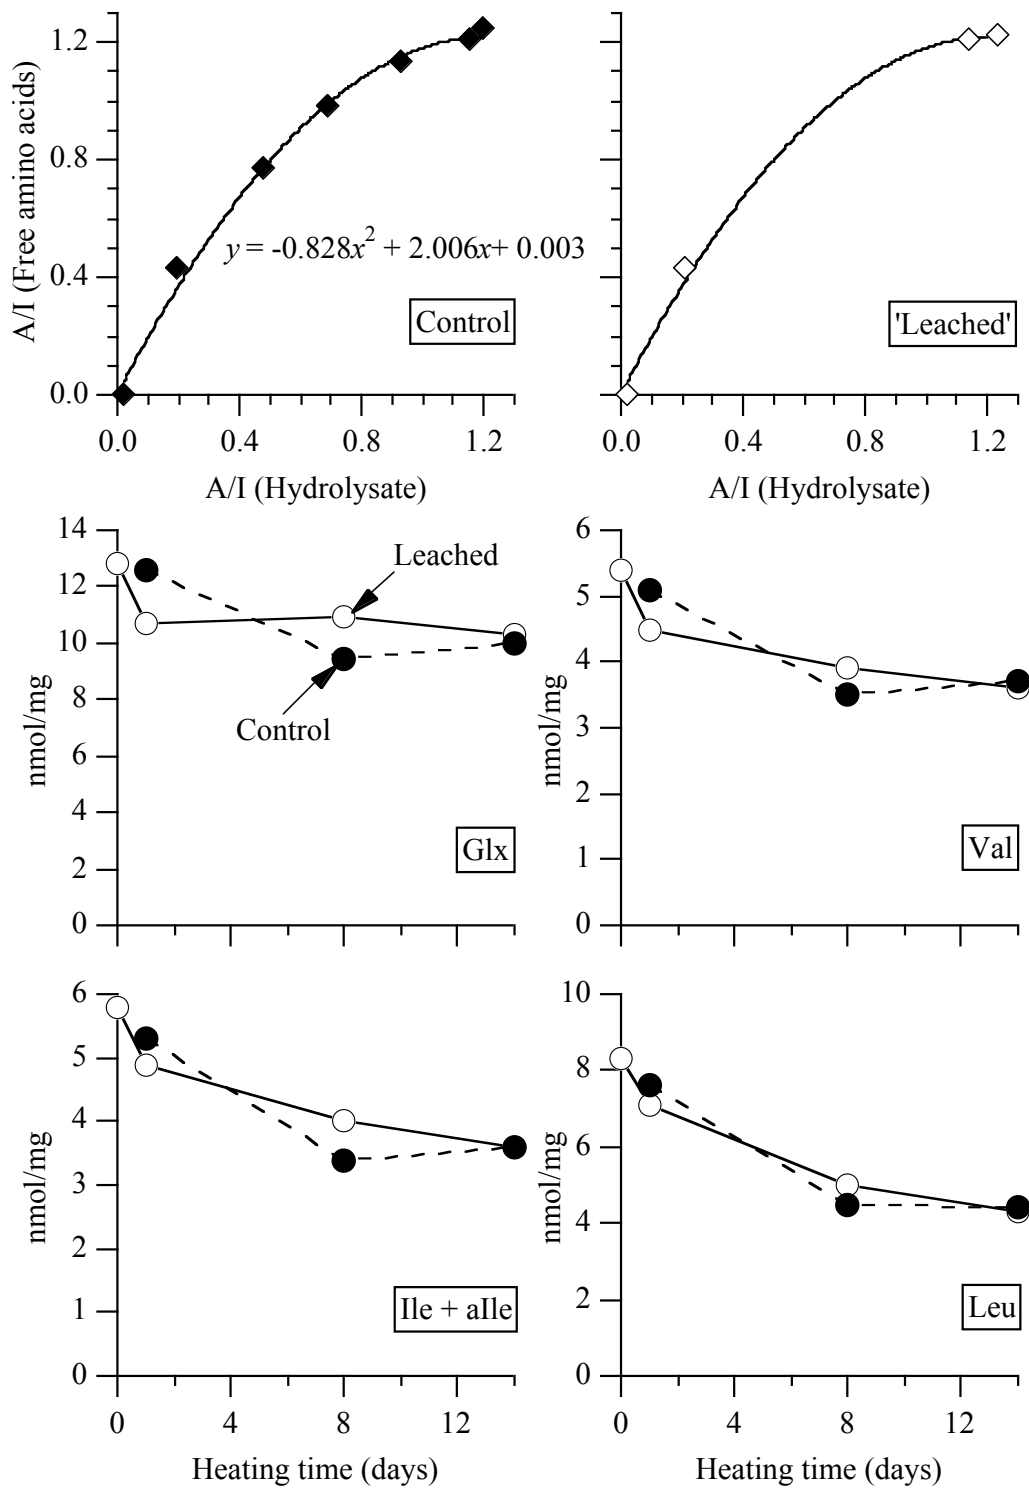 1.2
0.8
0.4
0.0
A/I (Free amino acids)
y = -0.828x² + 2.006x+ 0.003
Control
0.0 0.4 0.8 1.2
A/I (Hydrolysate)
'Leached'
0.0 0.4 0.8 1.2
A/I (Hydrolysate)
14
12
10
8
6
4
2
0
nmol/mg
Leached
Control
Glx
6
5
4
3
2
1
0
nmol/mg
Val
6
5
4
3
2
1
0
nmol/mg
Ile + aIle
0 4 8 12
Heating time (days)
10
8
6
4
2
0
nmol/mg
Leu
0 4 8 12
Heating time (days)